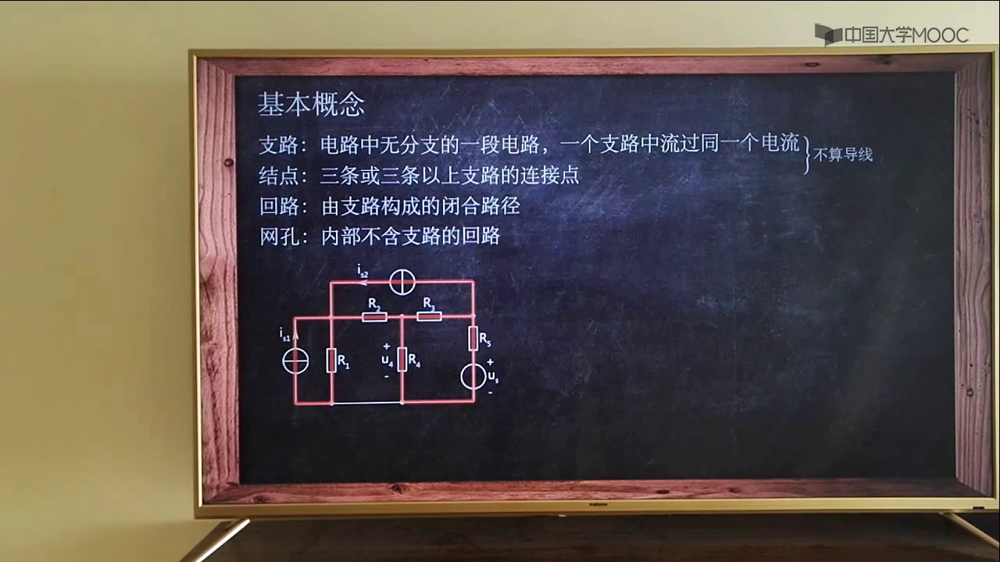 中国大学MOOC
基本概念
支路：电路中无分支的一段电路，一个支路中流过同一个电流
不算导线
结点：三条或三条以上支路的连接点
回路：由支路构成的闭合路径
网孔：内部不含支路的回路
is2
R2 R3
is1
R5
+ +
u4 R4
R1
us
- -